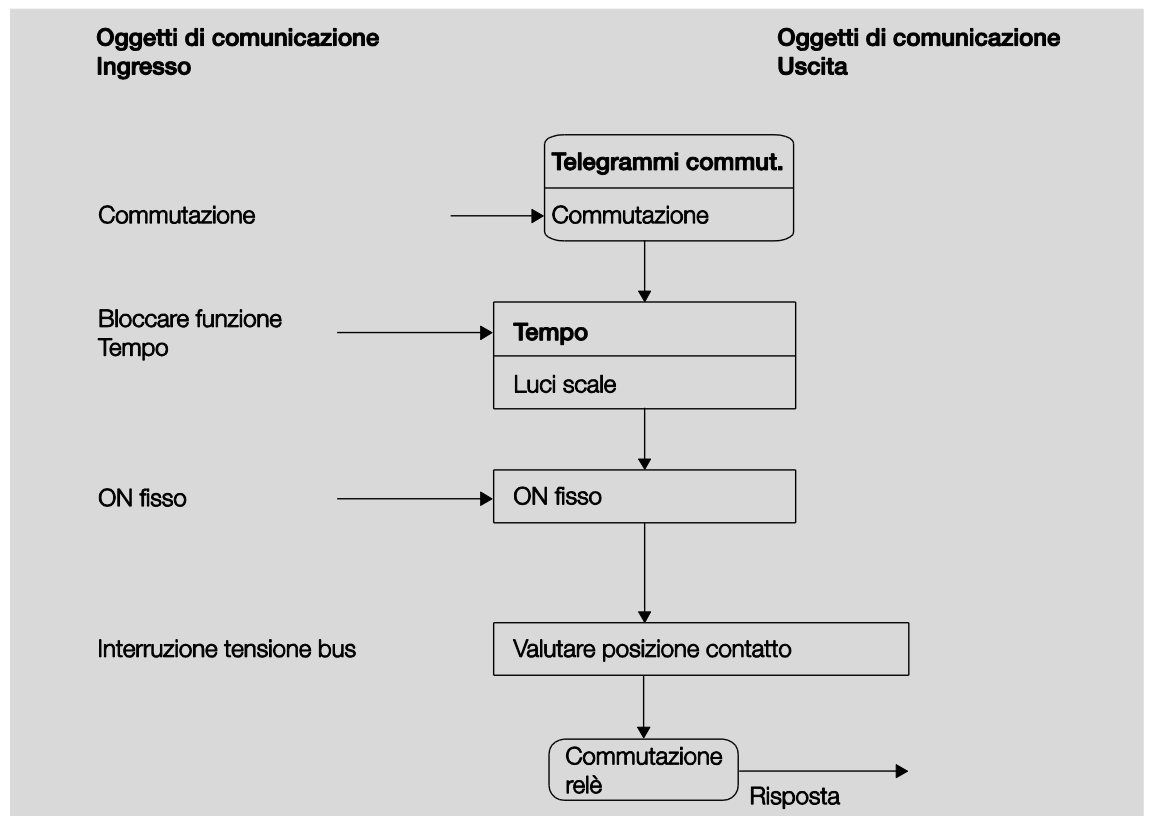 Oggetti di comunicazione
Ingresso
Oggetti di comunicazione
Uscita
Telegrammi commut.
Commutazione
Commutazione
Bloccare funzione
Tempo
Tempo
Luci scale
ON fisso
ON fisso
Interruzione tensione bus
Valutare posizione contatto
Commutazione
relè
Risposta